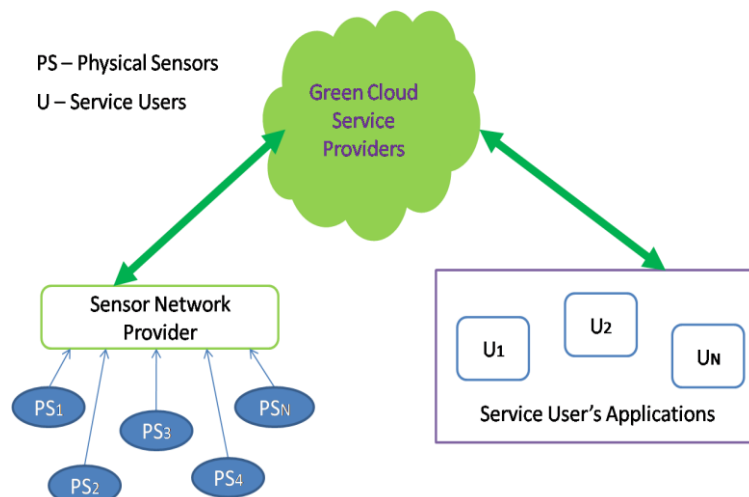 PS – Physical Sensors
U – Service Users
Green Cloud
Service
Providers
Sensor Network
Provider
PS1
PS2
PS3
PS4
PSN
U1
U2
UN
Service User's Applications